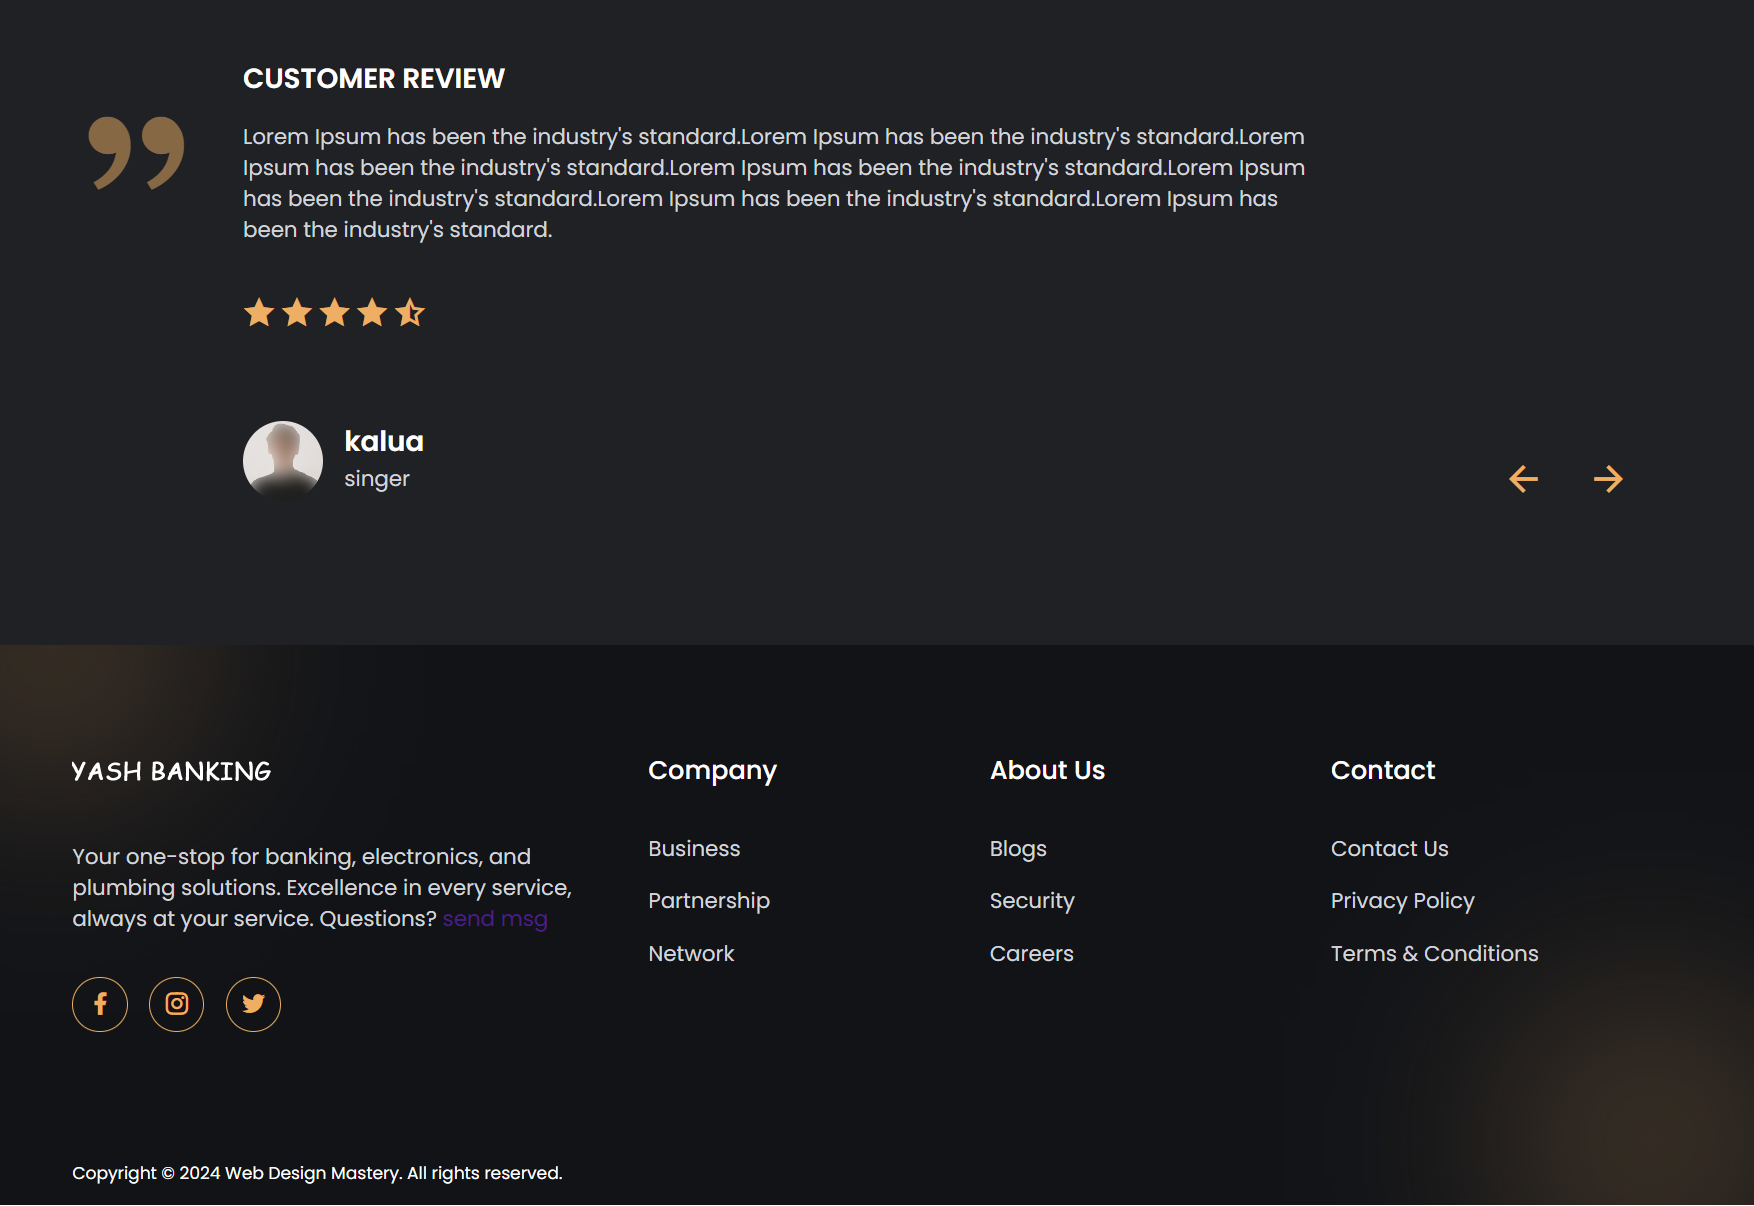 CUSTOMER REVIEW
Lorem Ipsum has been the industry's standard.Lorem Ipsum has been the industry's standard.Lorem
Ipsum has been the industry's standard.Lorem Ipsum has been the industry's standard.Lorem Ipsum
has been the industry's standard.Lorem Ipsum has been the industry's standard.Lorem Ipsum has
been the industry's standard.
kalua
singer
YASH BANKING
Your one-stop for banking, electronics, and
plumbing solutions. Excellence in every service,
always at your service. Questions? send msg
Company
Business
Partnership
Network
About Us
Blogs
Security
Careers
Contact
Contact Us
Privacy Policy
Terms & Conditions
Copyright © 2024 Web Design Mastery. All rights reserved.